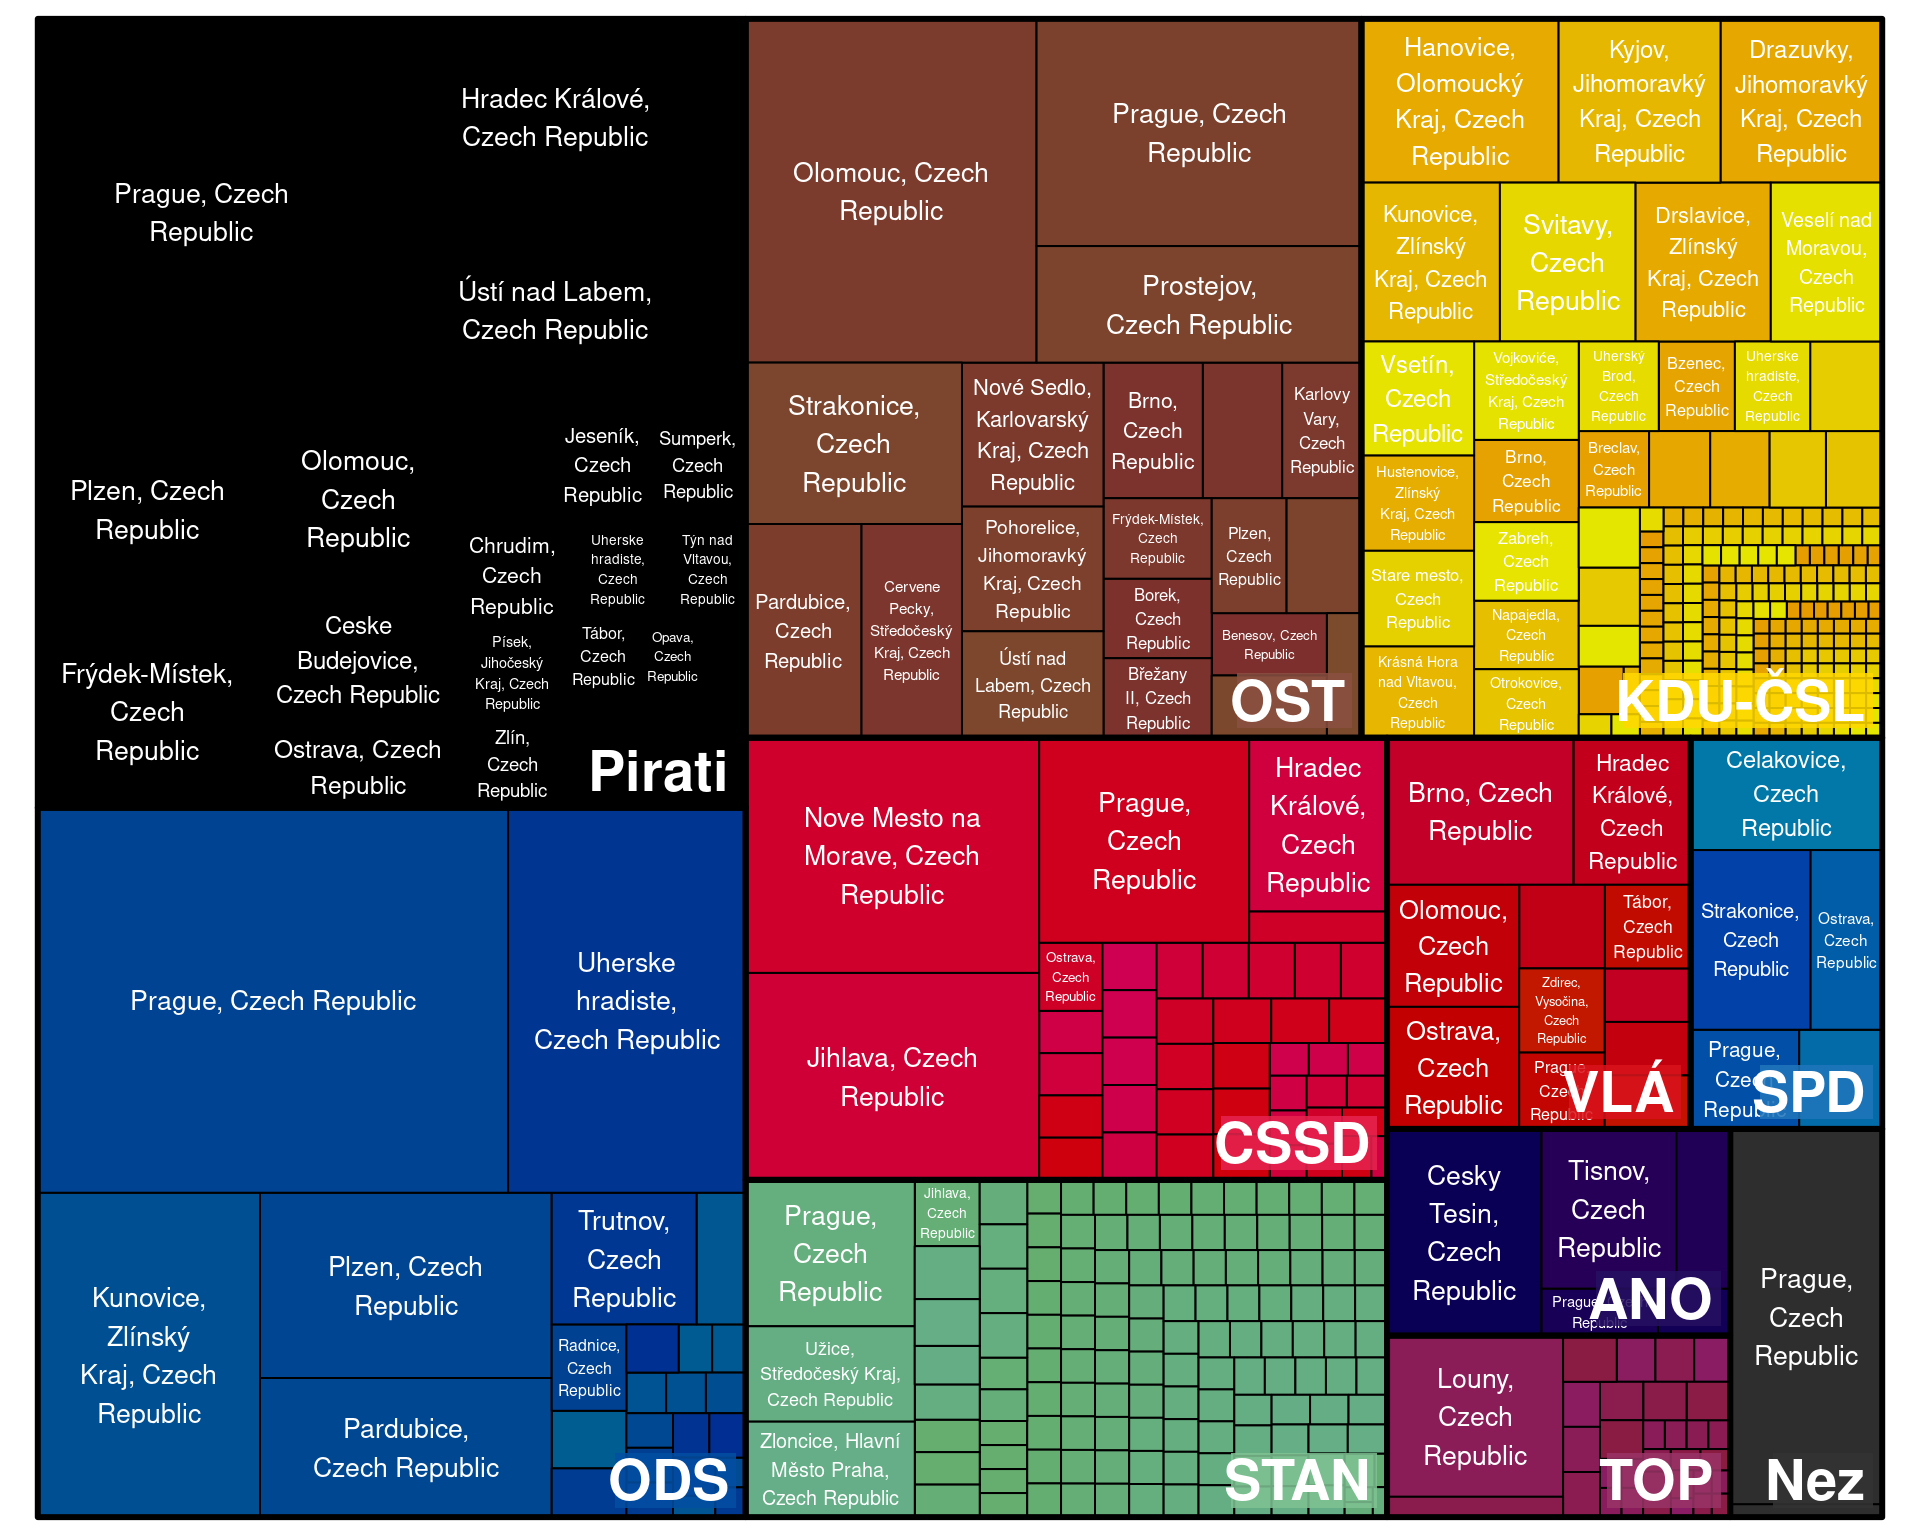 Prague, Czech
Republic
Hradec Králové,
Czech Republic
Ústí nad Labem,
Czech Republic
Plzen, Czech
Republic
Olomouc,
Czech
Republic
Jeseník,
Czech
Republic
Sumperk,
Czech
Republic
Frýdek-Místek,
Czech
Republic
Ceske
Budejovice,
Czech Republic
Ostrava, Czech
Republic
Chrudim,
Czech
Republic
Uherske
hradiste,
Czech
Republic
Týn nad
Vltavou,
Czech
Republic
Písek,
Jihočeský
Kraj, Czech
Republic
Tábor,
Czech
Republic
Opava,
Czech
Republic
Zlín,
Czech
Republic
Pirati
Olomouc, Czech
Republic
Prague, Czech
Republic
Prostejov,
Czech Republic
Strakonice,
Czech
Republic
Nové Sedlo,
Karlovarský
Kraj, Czech
Republic
Brno,
Czech
Republic
Karlovy
Vary,
Czech
Republic
Pardubice,
Czech
Republic
Cervene
Pecky,
Středočeský
Kraj, Czech
Republic
Pohorelice,
Jihomoravký
Kraj, Czech
Republic
Ústí nad
Labem, Czech
Republic
Frýdek-Místek,
Czech
Republic
Plzen,
Czech
Republic
Borek,
Czech
Republic
Benesov, Czech
Republic
Břežany
II, Czech
Republic
OST
Hanovice,
Olomoucký
Kraj, Czech
Republic
Kyjov,
Jihomoravký
Kraj, Czech
Republic
Drazuvky,
Jihomoravký
Kraj, Czech
Republic
Kunovice,
Zlínský
Kraj, Czech
Republic
Svitavy,
Czech
Republic
Drslavice,
Zlínský
Kraj, Czech
Republic
Veselí nad
Moravou,
Czech
Republic
Vsetín,
Czech
Republic
Vojkoviće,
Středočeský
Kraj, Czech
Republic
Uherský
Brod,
Czech
Republic
Bzenec,
Czech
Republic
Uherske
hradiste,
Czech
Republic
Hustenovice,
Zlínský
Kraj, Czech
Republic
Brno,
Czech
Republic
Breclav,
Czech
Republic
Stare mesto,
Czech
Republic
Zabreh,
Czech
Republic
Napajedla,
Czech
Republic
Krásná Hora
nad Vltavou,
Czech
Republic
Otrokovice,
Czech
Republic
KDU-ČSL
Prague, Czech Republic
Uherske
hradiste,
Czech Republic
Kunovice,
Zlínský
Kraj, Czech
Republic
Plzen, Czech
Republic
Pardubice,
Czech Republic
Trutnov,
Czech
Republic
Radnice,
Czech
Republic
ODS
Nove Mesto na
Morave, Czech
Republic
Prague,
Czech
Republic
Hradec
Králové,
Czech
Republic
Jihlava, Czech
Republic
Ostrava,
Czech
Republic
CSSD
Brno, Czech
Republic
Hradec
Králové,
Czech
Republic
Olomouc,
Czech
Republic
Tábor,
Czech
Republic
Ostrava,
Czech
Republic
Zdirec,
Vysočina,
Czech
Republic
Prague,
Czech
Republic
VLÁ
Celakovice,
Czech
Republic
Strakonice,
Czech
Republic
Ostrava,
Czech
Republic
Prague,
Czech
Republic
SPD
Prague,
Czech
Republic
Jihlava,
Czech
Republic
Užice,
Středočeský Kraj,
Czech Republic
Zloncice, Hlavní
Město Praha,
Czech Republic
STAN
Cesky
Tesin,
Czech
Republic
Tisnov,
Czech
Republic
Prague,
Republic
ANO
Louny,
Czech
Republic
TOP
Prague,
Czech
Republic
Nez